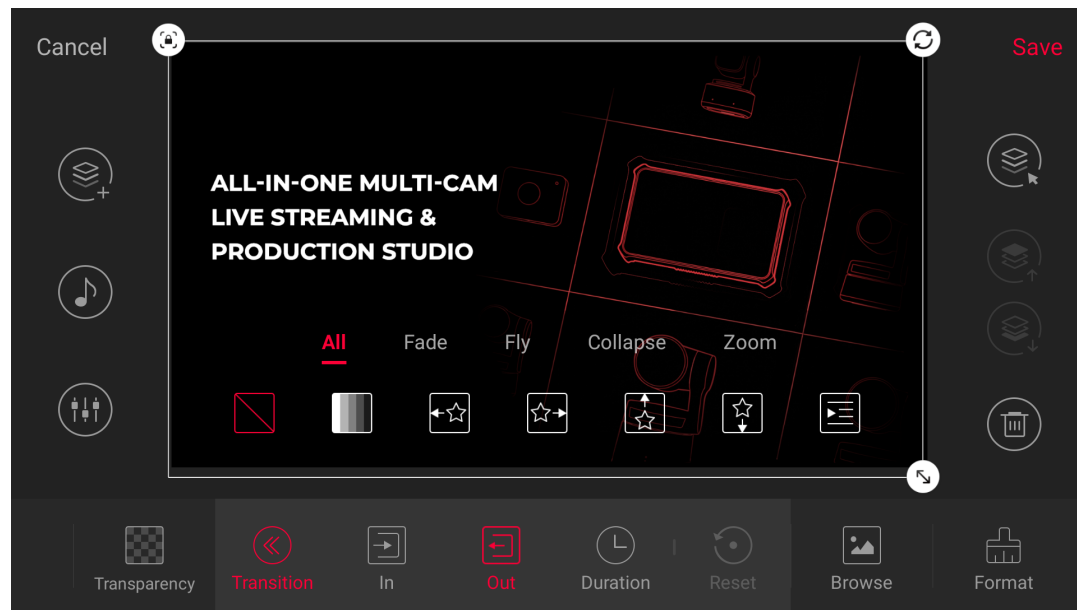 Cancel
Save
ALL-IN-ONE MULTI-CAM
LIVE STREAMING &
PRODUCTION STUDIO
All Fade Fly Collapse Zoom
Transparency Transition In Out Duration Reset Browse Format